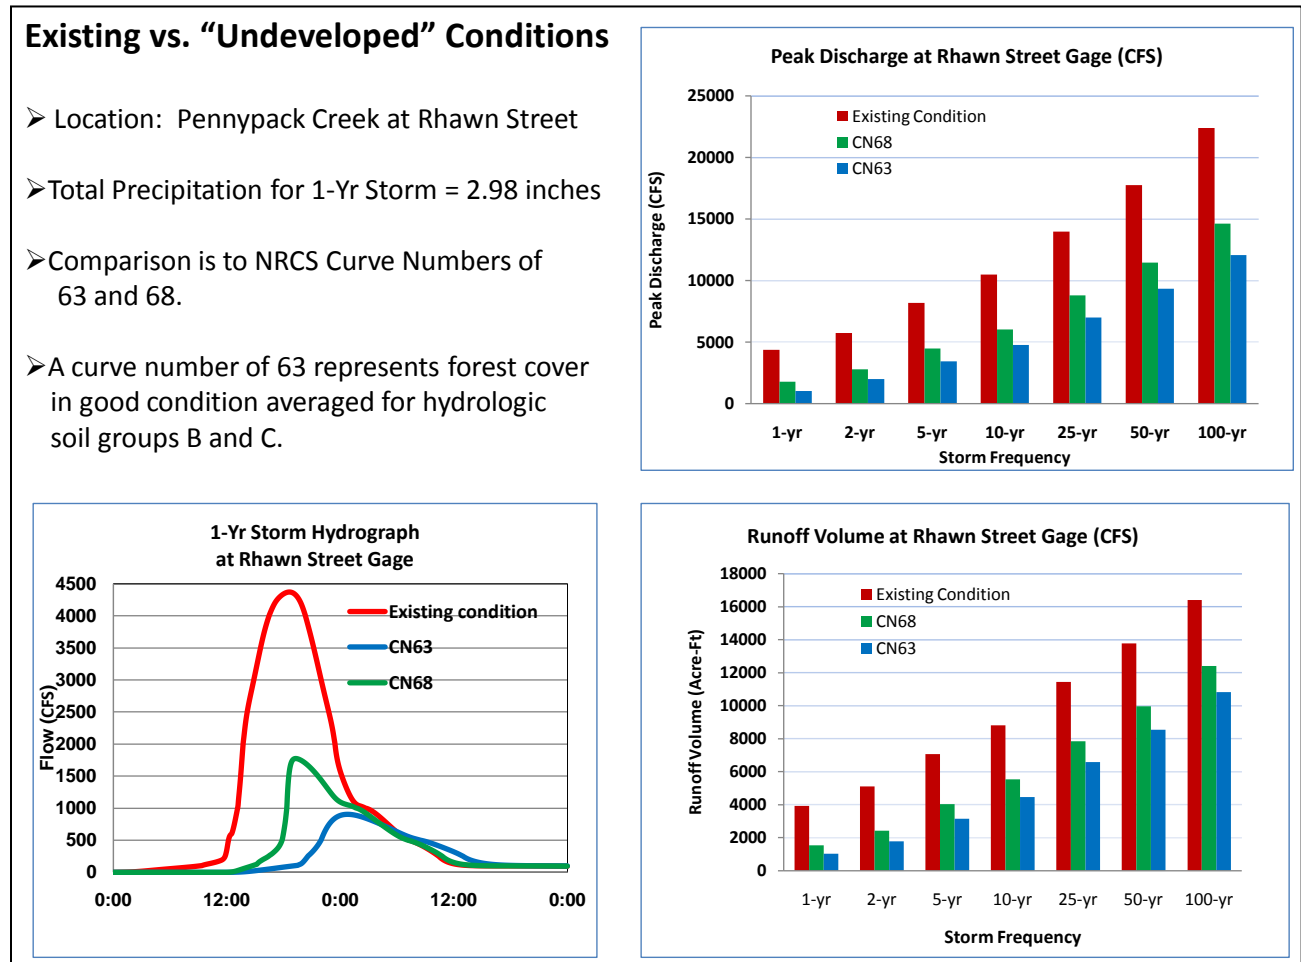 Existing vs. “Undeveloped” Conditions
➢ Location: Pennypack Creek at Rhawn Street
➢Total Precipitation for 1-Yr Storm = 2.98 inches
➢Comparison is to NRCS Curve Numbers of
63 and 68.
➢A curve number of 63 represents forest cover
in good condition averaged for hydrologic
soil groups B and C.
Peak Discharge at Rhawn Street Gage (CFS)
25000
20000
15000
10000
5000
0
Peak Discharge (CFS)
Existing Condition
CN68
CN63
1-yr 2-yr 5-yr 10-yr 25-yr 50-yr 100-yr
Storm Frequency
1-Yr Storm Hydrograph
at Rhawn Street Gage
4500
4000
3500
3000
2500
2000
1500
1000
500
0
Flow (CFS)
Existing condition
CN63
CN68
0:00 12:00 0:00 12:00 0:00
Runoff Volume at Rhawn Street Gage (CFS)
18000
16000
14000
12000
10000
8000
6000
4000
2000
0
Runoff Volume (Acre-Ft)
Existing Condition
CN68
CN63
1-yr 2-yr 5-yr 10-yr 25-yr 50-yr 100-yr
Storm Frequency